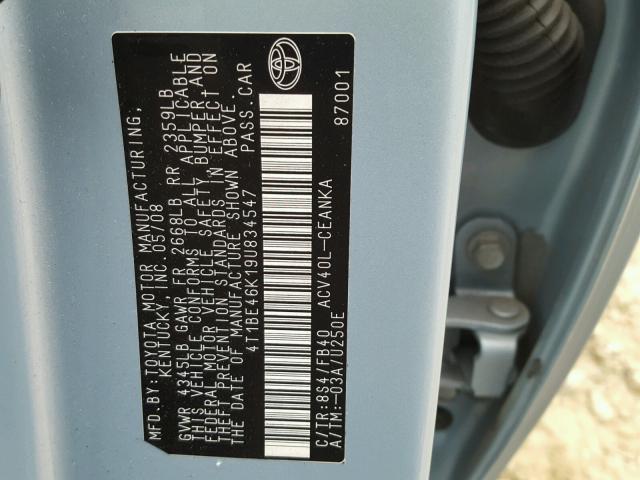 MFD. BY: TOYOTA MOTOR MANUFACTURING,
KENTUCKY, INC. 05/08
GVWR 4345LB GAWR FR 2668LB RR 2359LB
THIS VEHICLE CONFORMS TO ALL APPLICABLE
FEDERAL MOTOR VEHICLE SAFETY, BUMPER AND
THEFT PREVENTION STANDARDS IN EFFECT ON
THE DATE OF MANUFACTURE SHOWN ABOVE.
4T1BE46K19U834547 PASS.CAR
C/TR:8S4/FB40 ACV40L-CEANKA
A/TM:-03A/U250E 87001